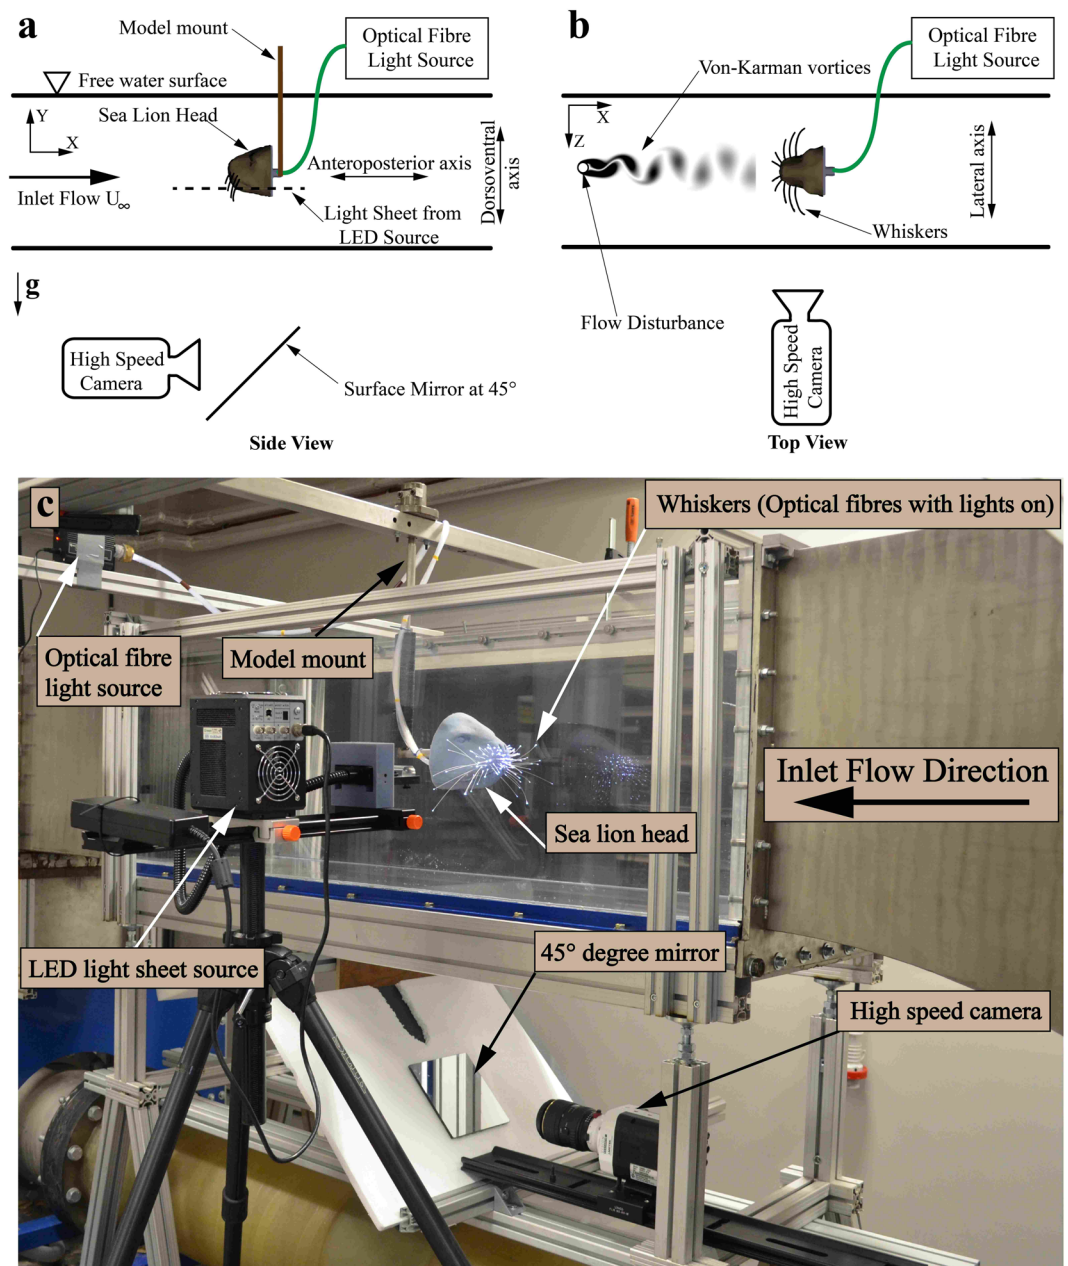 a
Model mount
Optical Fibre
Light Source
Free water surface
Y
X
Sea Lion Head
Anteroposterior axis
Dorsoventral
axis
Inlet Flow U∞
Light Sheet from
LED Source
g
High Speed
Camera
Surface Mirror at 45°
Side View
b
Optical Fibre
Light Source
Von-Karman vortices
X
Z
Lateral axis
Whiskers
Flow Disturbance
High Speed
Camera
Top View
c
Whiskers (Optical fibres with lights on)
Optical fibre
light source
Model mount
Inlet Flow Direction
Sea lion head
LED light sheet source
45° degree mirror
High speed camera